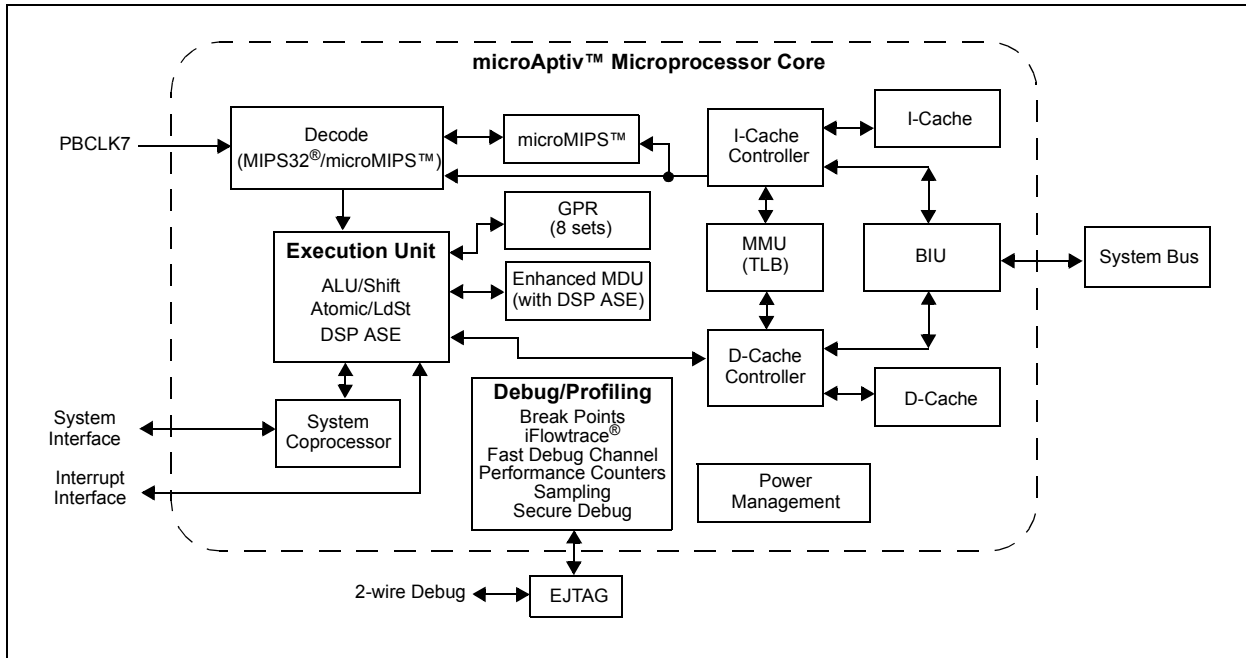 microAptiv™ Microprocessor Core
PBCLK7
Decode
(MIPS32®/microMIPS™)
microMIPS™
I-Cache
Controller
I-Cache
GPR
(8 sets)
Execution Unit
ALU/Shift
Atomic/LdSt
DSP ASE
Enhanced MDU
(with DSP ASE)
MMU
(TLB)
BIU
System Bus
D-Cache
Controller
D-Cache
Debug/Profiling
Break Points
iFlowtrace®
Fast Debug Channel
Performance Counters
Sampling
Secure Debug
System
Interface
System
Coprocessor
Interrupt
Interface
Power
Management
2-wire Debug
EJTAG